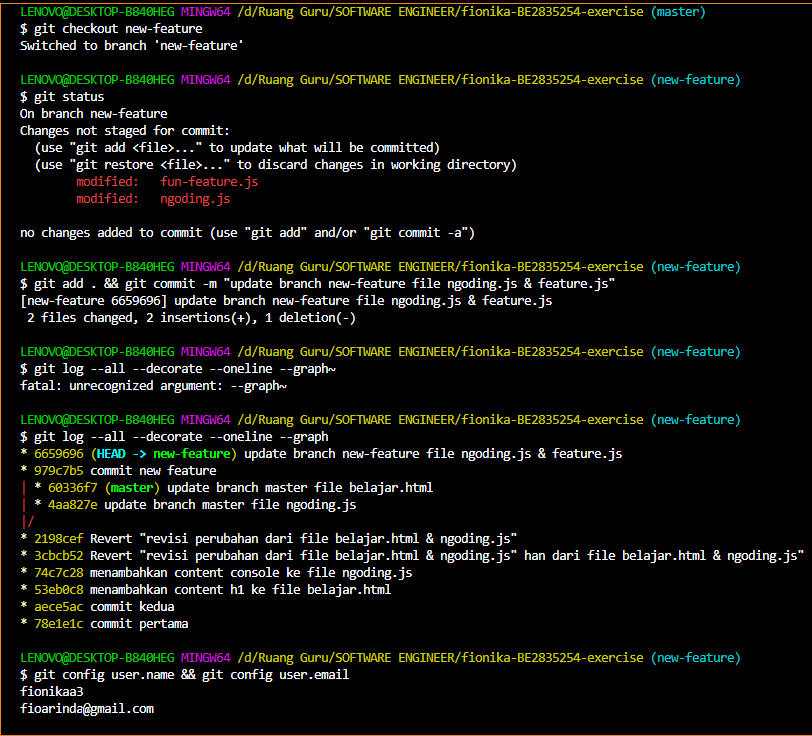 LENOVO@DESKTOP-B840HEG MINGW64 /d/Ruang Guru/SOFTWARE ENGINEER/fionika-BE2835254-exercise (master)
$ git checkout new-feature
Switched to branch 'new-feature'
LENOVO@DESKTOP-B840HEG MINGW64 /d/Ruang Guru/SOFTWARE ENGINEER/fionika-BE2835254-exercise (new-feature)
$ git status
On branch new-feature
Changes not staged for commit:
(use "git add <file>..." to update what will be committed)
(use "git restore <file>..." to discard changes in working directory)
modified: fun-feature.js
modified: ngoding.js
no changes added to commit (use "git add" and/or "git commit -a")
LENOVO@DESKTOP-B840HEG MINGW64 /d/Ruang Guru/SOFTWARE ENGINEER/fionika-BE2835254-exercise (new-feature)
$ git add . && git commit -m "update branch new-feature file ngoding.js & feature.js"
[new-feature 6659696] update branch new-feature file ngoding.js & feature.js
2 files changed, 2 insertions(+), 1 deletion(-)
LENOVO@DESKTOP-B840HEG MINGW64 /d/Ruang Guru/SOFTWARE ENGINEER/fionika-BE2835254-exercise (new-feature)
$ git log --all --decorate --oneline --graph~
fatal: unrecognized argument: --graph~
LENOVO@DESKTOP-B840HEG MINGW64 /d/Ruang Guru/SOFTWARE ENGINEER/fionika-BE2835254-exercise (new-feature)
$ git log --all --decorate --oneline --graph
* 6659696 (HEAD -> new-feature) update branch new-feature file ngoding.js & feature.js
* 979c7b5 commit new feature
| * 60336f7 (master) update branch master file belajar.html
| * 4aa827e update branch master file ngoding.js
|/
* 2198cef Revert "revisi perubahan dari file belajar.html & ngoding.js"
* 3cbcb52 Revert "revisi perubahan dari file belajar.html & ngoding.js" han dari file belajar.html & ngoding.js"
* 74c7c28 menambahkan content console ke file ngoding.js
* 53eb0c8 menambahkan content h1 ke file belajar.html
* aece5ac commit kedua
* 78e1e1c commit pertama
LENOVO@DESKTOP-B840HEG MINGW64 /d/Ruang Guru/SOFTWARE ENGINEER/fionika-BE2835254-exercise (new-feature)
$ git config user.name && git config user.email
fionikaa3
fioarinda@gmail.com